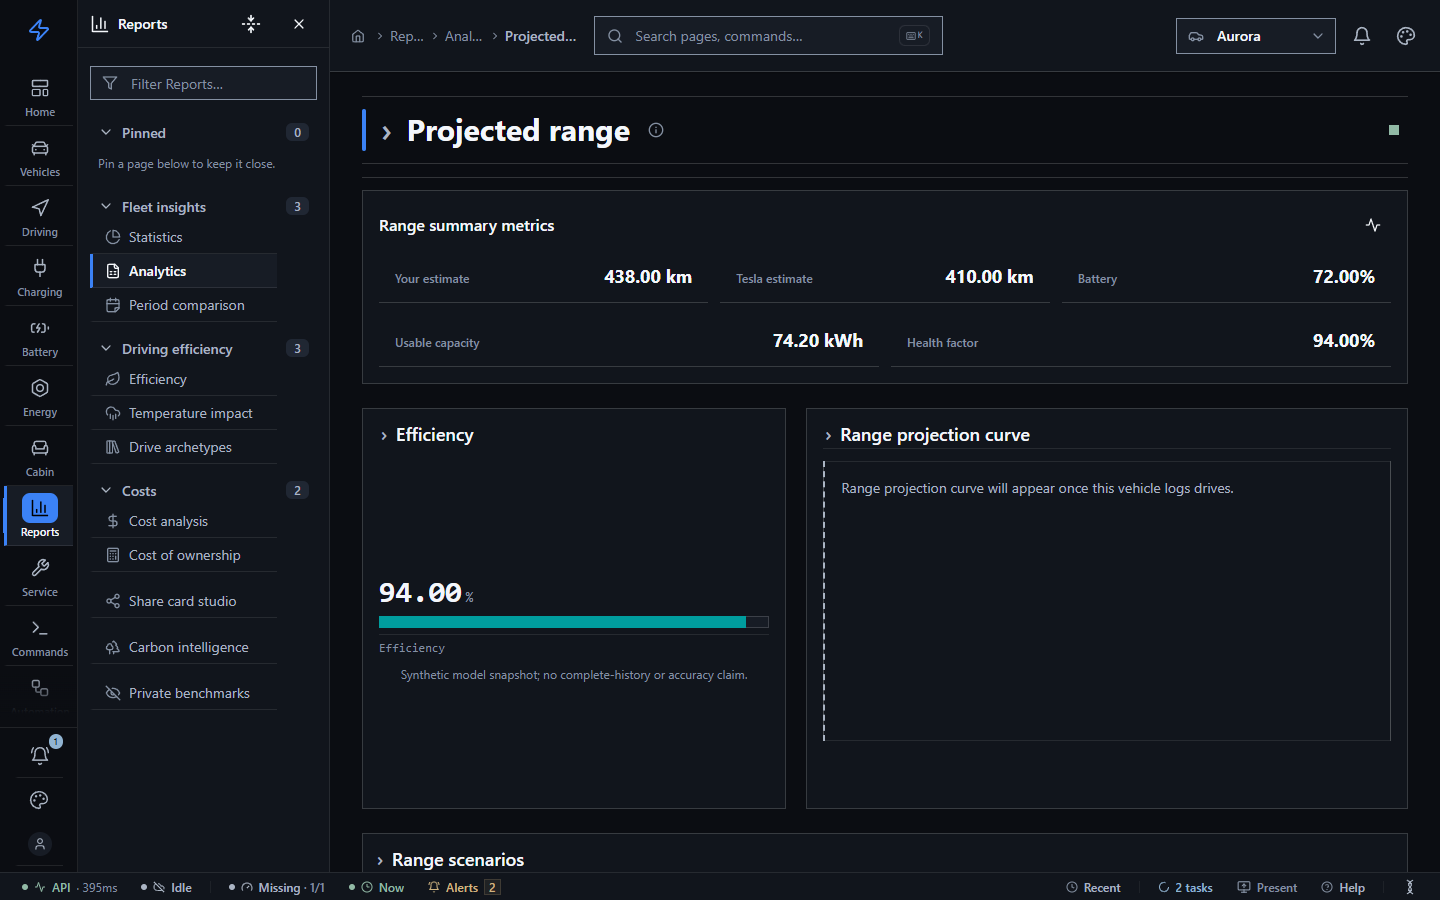 Reports
Rep...
Anal...
Projected...
Search pages, commands...
K
Aurora
Home
Vehicles
Driving
Charging
Battery
Energy
Cabin
Reports
Service
Commands
1
Filter Reports...
Pinned
0
Pin a page below to keep it close.
Fleet insights
3
Statistics
Analytics
Period comparison
Driving efficiency
3
Efficiency
Temperature impact
Drive archetypes
Costs
2
Cost analysis
Cost of ownership
Share card studio
Carbon intelligence
Private benchmarks
Projected range
Range summary metrics
Your estimate 438.00 km
Tesla estimate 410.00 km
Battery 72.00%
Usable capacity 74.20 kWh
Health factor 94.00%
Efficiency
94.00 %
Efficiency
Synthetic model snapshot; no complete-history or accuracy claim.
Range projection curve
Range projection curve will appear once this vehicle logs drives.
Range scenarios
API · 395ms
Idle
Missing · 1/1
Now
Alerts 2
Recent
2 tasks
Present
Help